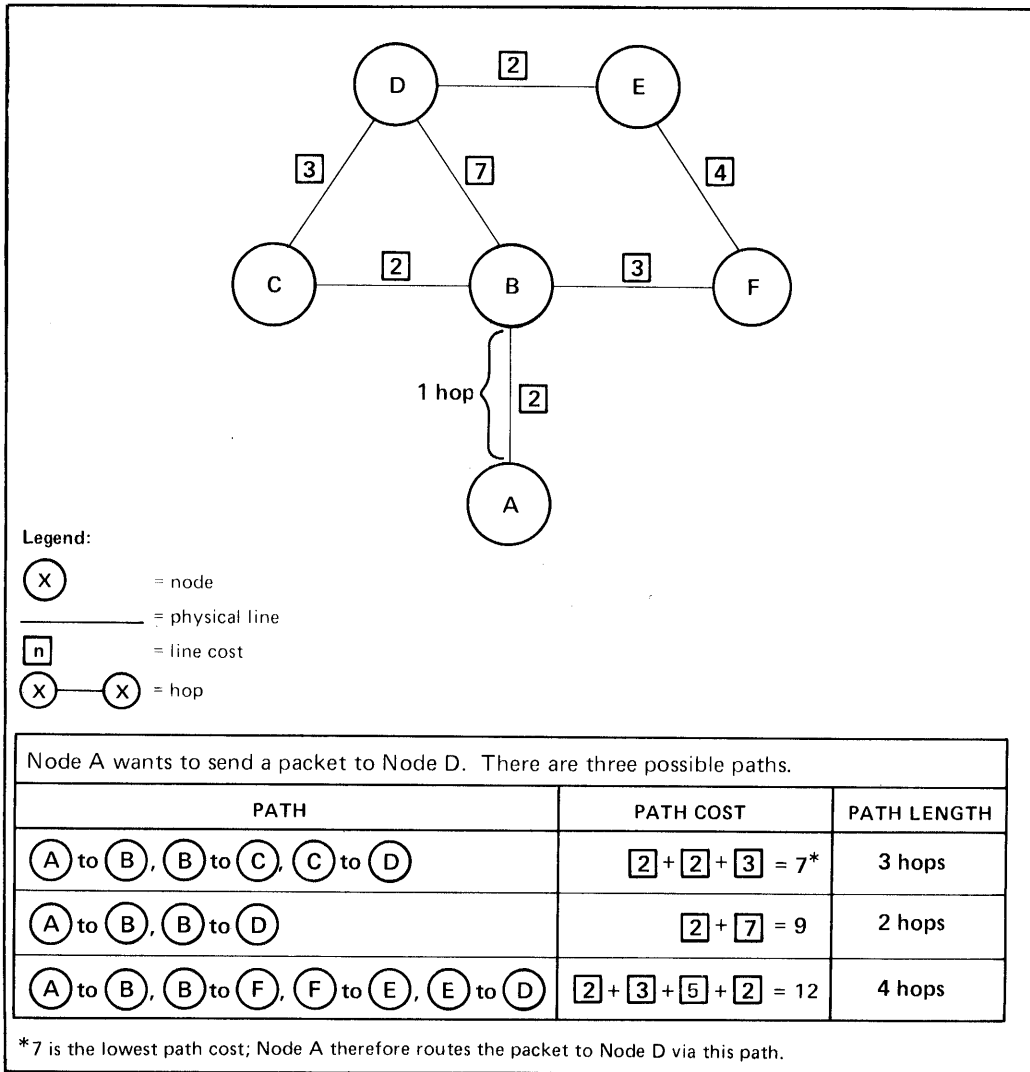 D
2
E
3
7
4
C
2
B
3
F
1 hop
2
A
Legend:
X = node
= physical line
n = line cost
X X = hop
Node A wants to send a packet to Node D. There are three possible paths.
PATH PATH COST PATH LENGTH
A to B, B to C, C to D 2 + 2 + 3 = 7* 3 hops
A to B, B to D 2 + 7 = 9 2 hops
A to B, B to F, F to E, E to D 2 + 3 + 5 + 2 = 12 4 hops
*7 is the lowest path cost; Node A therefore routes the packet to Node D via this path.